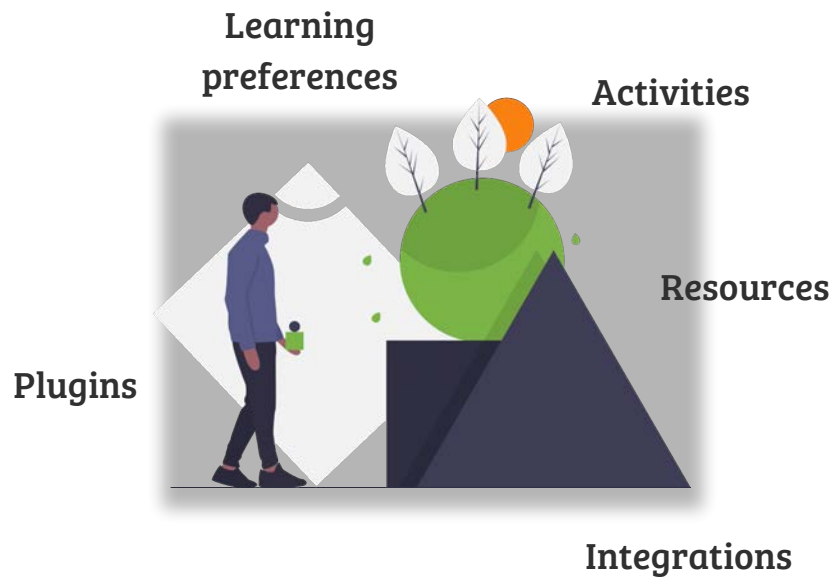 Learning
preferences
Activities
Resources
Plugins
Integrations